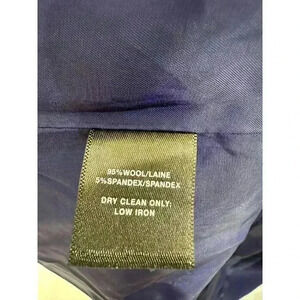 95%WOOL/LAINE
5%SPANDEX/SPANDEX
DRY CLEAN ONLY:
LOW IRON